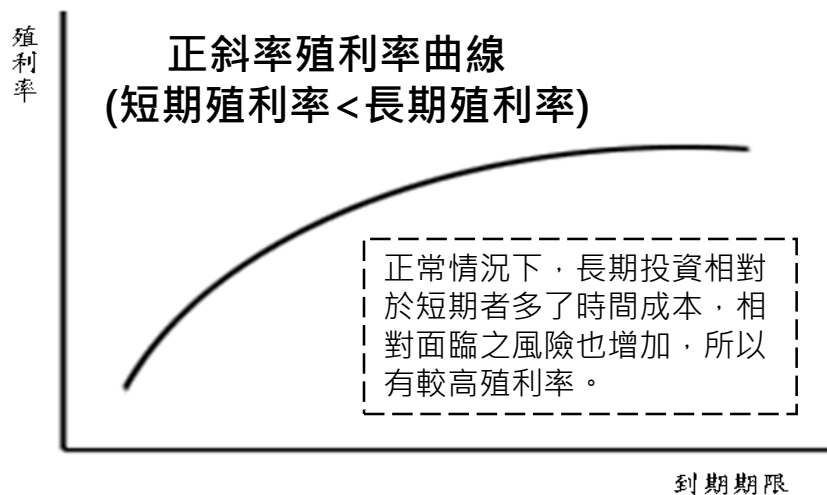 殖利率
正斜率殖利率曲線
(短期殖利率<長期殖利率)
正常情況下，長期投資相對
於短期者多了時間成本，相
對面臨之風險也增加，所以
有較高殖利率。
到期期限